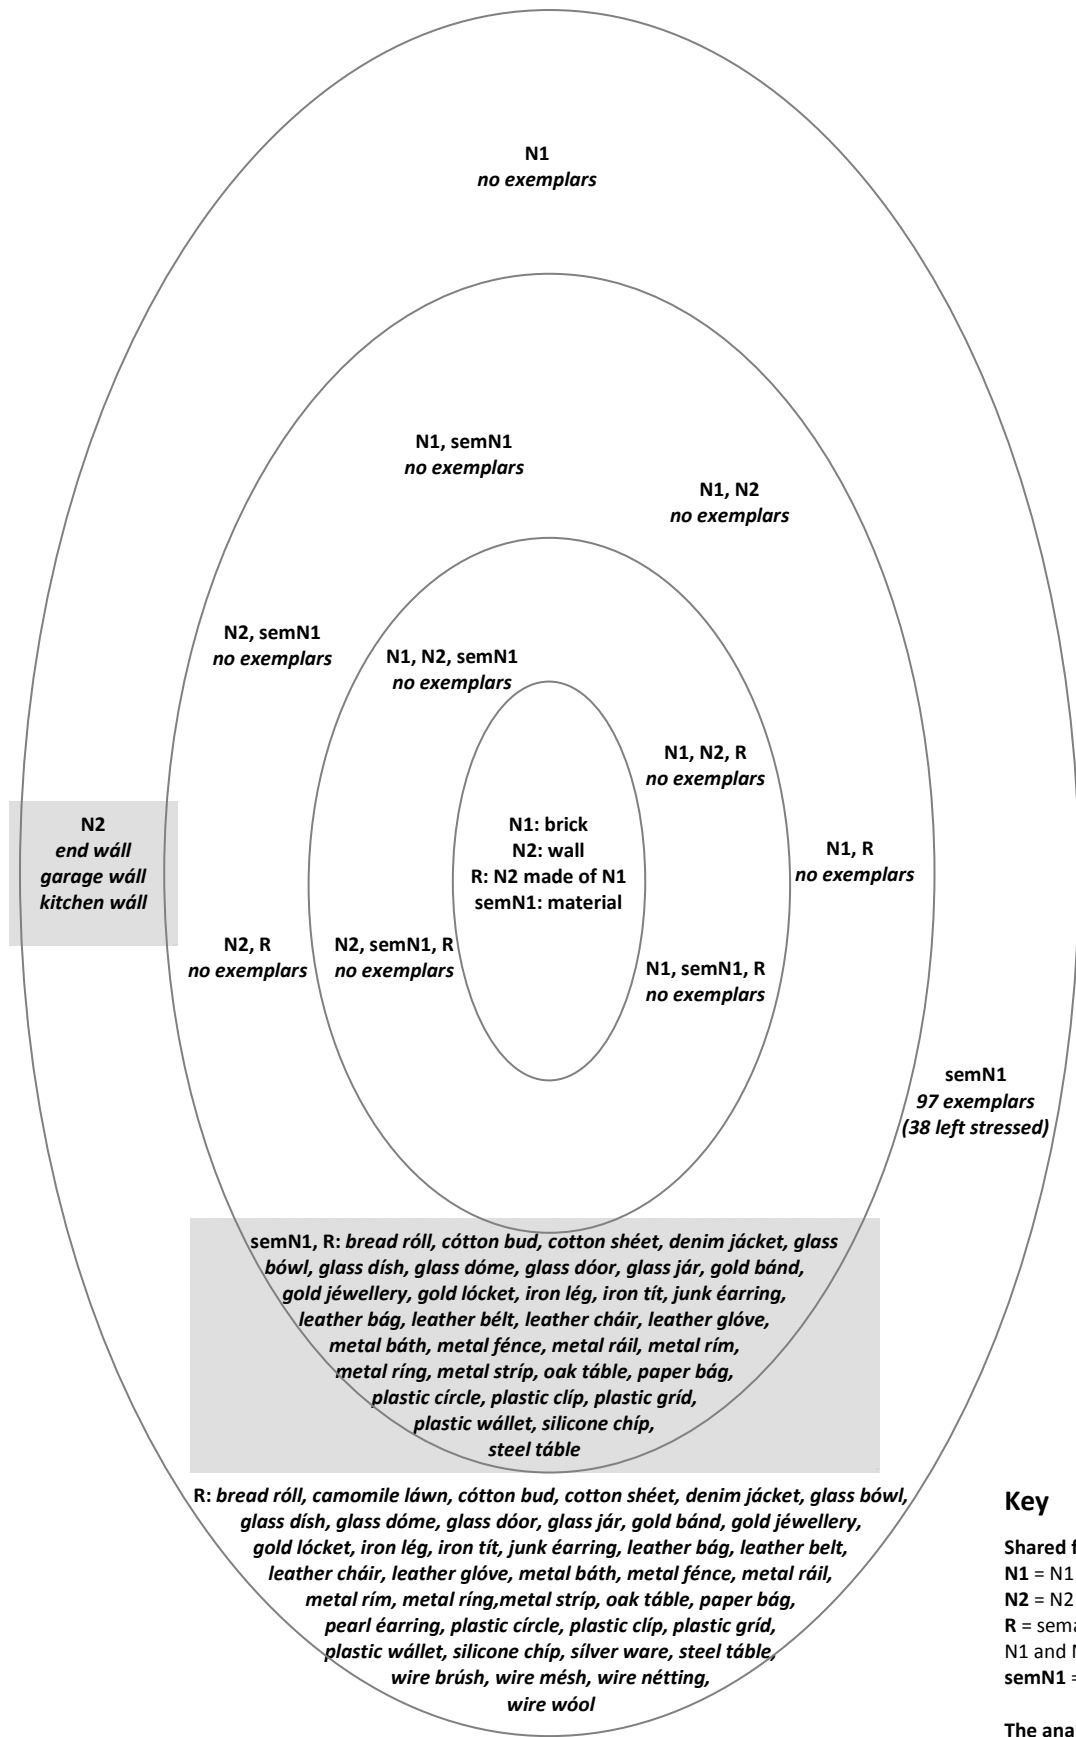 N1
no exemplars
N1, semN1
no exemplars
N1, N2
no exemplars
N2, semN1
no exemplars
N1, N2, semN1
no exemplars
N1, N2, R
no exemplars
N1: brick
N2: wall
R: N2 made of N1
semN1: material
N2
end wáll
garage wáll
kitchen wáll
N1, R
no exemplars
N2, R
no exemplars
N2, semN1, R
no exemplars
N1, semN1, R
no exemplars
semN1
97 exemplars
(38 left stressed)
semN1, R: bread róll, cótton bud, cotton shéet, denim jácket, glass
bówl, glass dísh, glass dóme, glass dóor, glass jár, gold bánd,
gold jéwellery, gold lócket, iron lég, iron tít, junk éarring,
leather bág, leather bélt, leather cháir, leather glóve,
metal báth, metal fénce, metal ráil, metal rím,
metal ríng, metal stríp, oak táble, paper bág,
plastic círcle, plastic clíp, plastic gríd,
plastic wállet, silicone chíp,
steel táble
R: bread róll, camomile láwn, cótton bud, cotton shéet, denim jácket, glass bówl,
glass dísh, glass dóme, glass dóor, glass jár, gold bánd, gold jéwellery,
gold lócket, iron lég, iron tít, junk éarring, leather bág, leather belt,
leather cháir, leather glóve, metal báth, metal fénce, metal ráil,
metal rím, metal ríng,metal stríp, oak táble, paper bág,
pearl éarring, plastic círcle, plastic clíp, plastic gríd,
plastic wállet, silicone chíp, sílver ware, steel táble,
wire brúsh, wire mésh, wire nétting,
wire wóol
Key
Shared f
N1 = N1
N2 = N2
R = sema
N1 and N
semN1 =
The ana